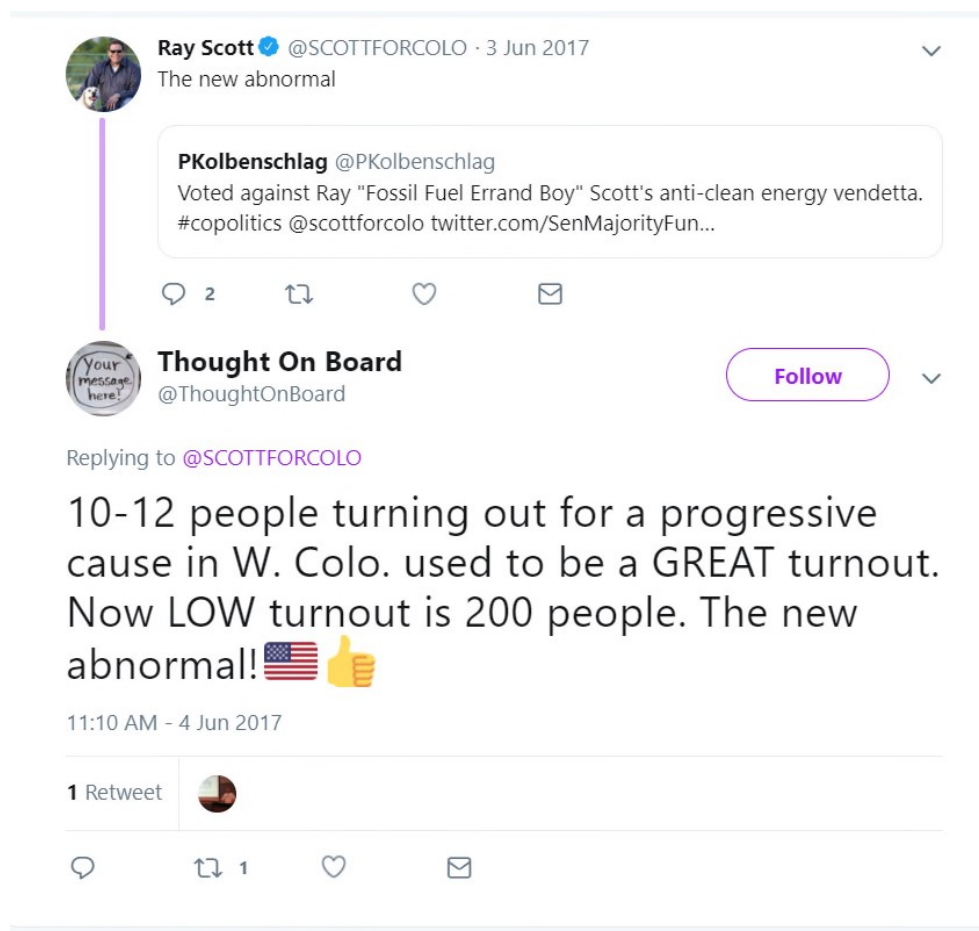 Ray Scott @SCOTTFORCOLO · 3 Jun 2017
The new abnormal
PKolbenschlag @PKolbenschlag
Voted against Ray "Fossil Fuel Errand Boy" Scott's anti-clean energy vendetta.
#copolitics @scottforcolo twitter.com/SenMajorityFun...
2
Your
message
here!
Thought On Board
@ThoughtOnBoard
Follow
Replying to @SCOTTFORCOLO
10-12 people turning out for a progressive
cause in W. Colo. used to be a GREAT turnout.
Now LOW turnout is 200 people. The new
abnormal!🇺🇸👍
11:10 AM - 4 Jun 2017
1 Retweet
1